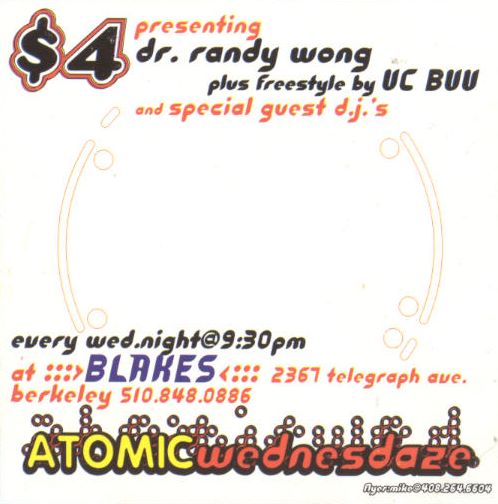 $4
presenting
dr. randy wong
plus freestyle by UC BUU
and special guest d.j.'s
every wed.night@9:30pm
at ::::>BLAKES<:::: 2367 telegraph ave.
berkeley 510.848.0886
ATOMICwednesdaze
flyer:mike@408.264.6604